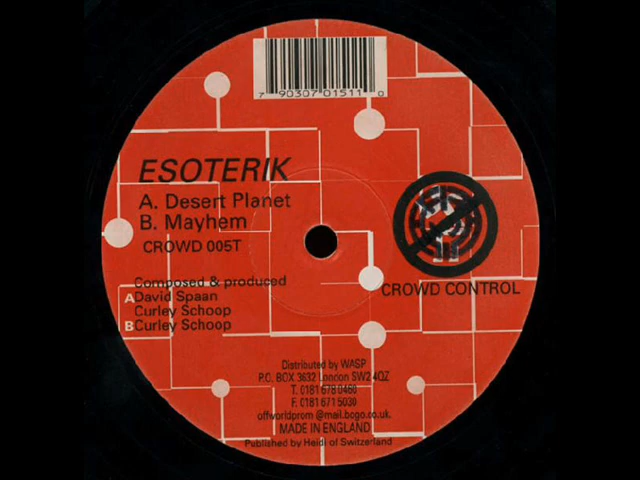 7 90307 01511 0
ESOTERIK
A. Desert Planet
B. Mayhem
CROWD 005T
CROWD CONTROL
Composed & produced
A David Spaan
Curley Schoop
B Curley Schoop
Distributed by WASP
P.O. BOX 3632 London SW2 4QZ
T. 0181 678 0460
F. 0181 671 5030
offworldprom @mail.bogo.co.uk.
MADE IN ENGLAND
Published by Heidi of Switzerland